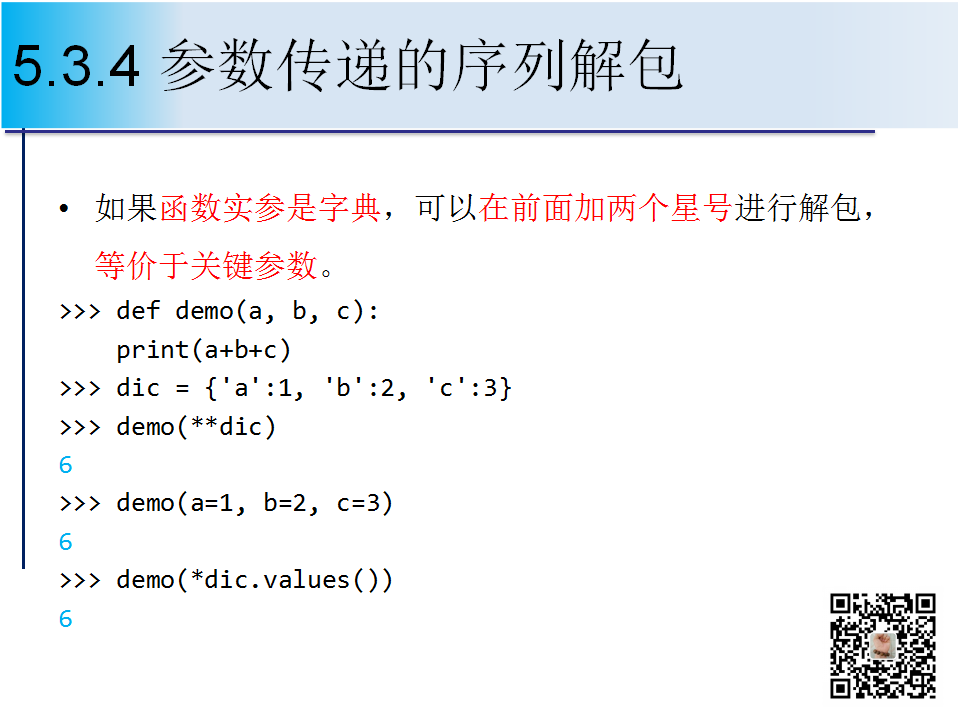 5.3.4 参数传递的序列解包
• 如果函数实参是字典，可以在前面加两个星号进行解包，
等价于关键参数。
>>> def demo(a, b, c):
    print(a+b+c)
>>> dic = {'a':1, 'b':2, 'c':3}
>>> demo(**dic)
6
>>> demo(a=1, b=2, c=3)
6
>>> demo(*dic.values())
6